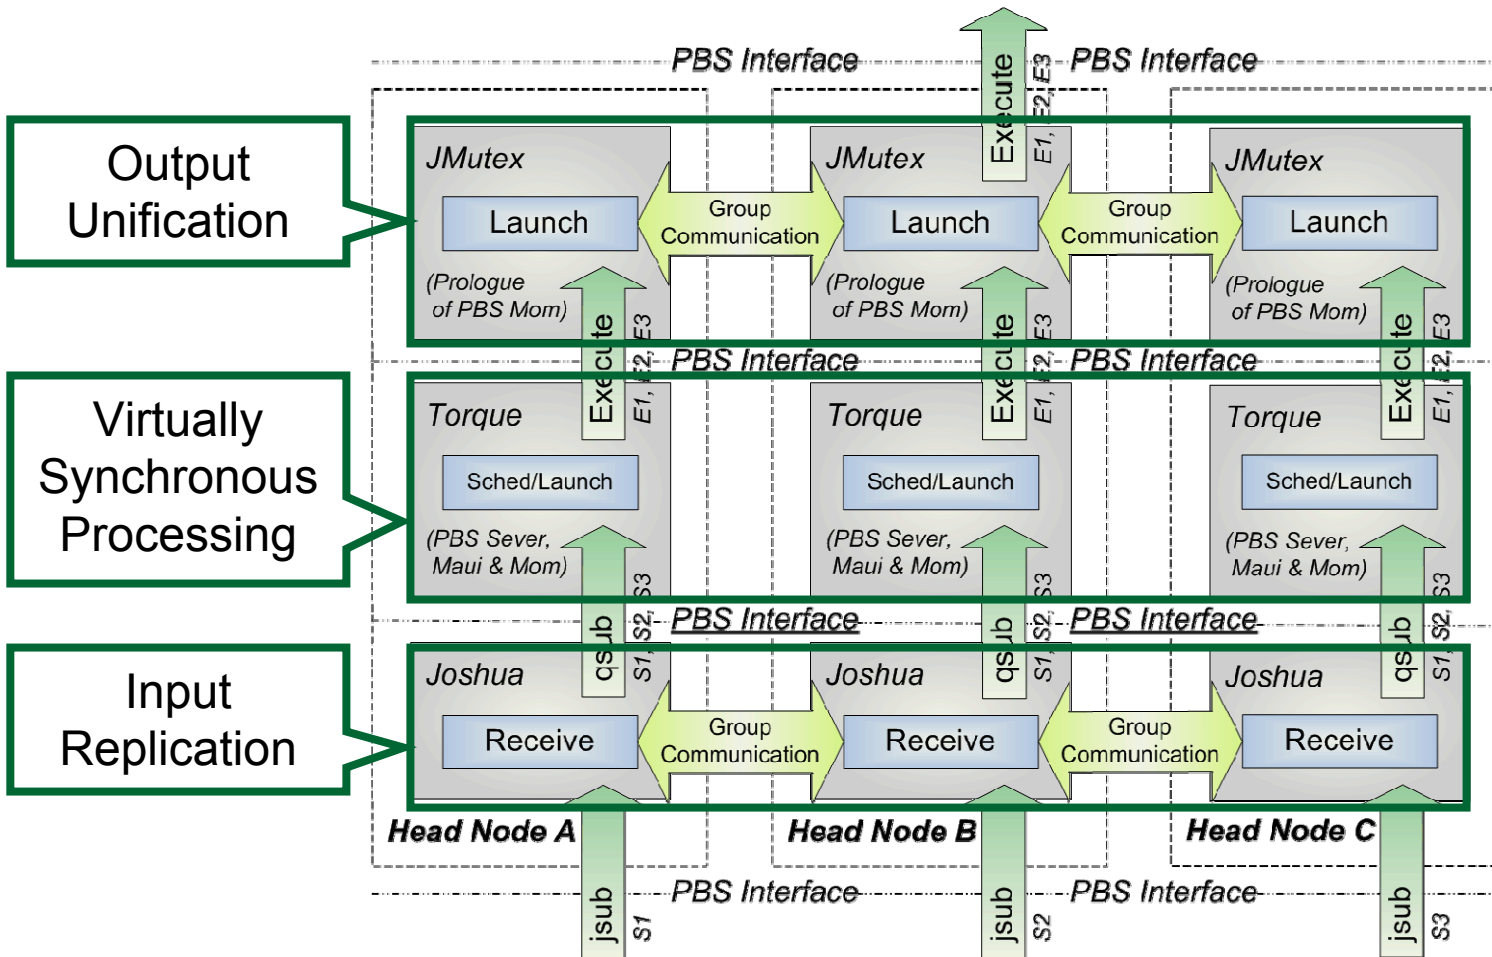 PBS Interface
PBS Interface
Execute
E1, E2, E3
Output
Unification
JMutex
Launch
(Prologue
of PBS Mom)
Group
Communication
JMutex
Launch
(Prologue
of PBS Mom)
Group
Communication
JMutex
Launch
(Prologue
of PBS Mom)
Execute
E1, E2, E3
Execute
E1, E2, E3
Execute
E1, E2, E3
PBS Interface
PBS Interface
Virtually
Synchronous
Processing
Torque
Sched/Launch
(PBS Sever,
Maui & Mom)
Torque
Sched/Launch
(PBS Sever,
Maui & Mom)
Torque
Sched/Launch
(PBS Sever,
Maui & Mom)
qsub
S1, S2, S3
qsub
S1, S2, S3
qsub
S1, S2, S3
PBS Interface
PBS Interface
Input
Replication
Joshua
Receive
Group
Communication
Joshua
Receive
Group
Communication
Joshua
Receive
Head Node A
Head Node B
Head Node C
jsub
S1
PBS Interface
jsub
S2
PBS Interface
jsub
S3